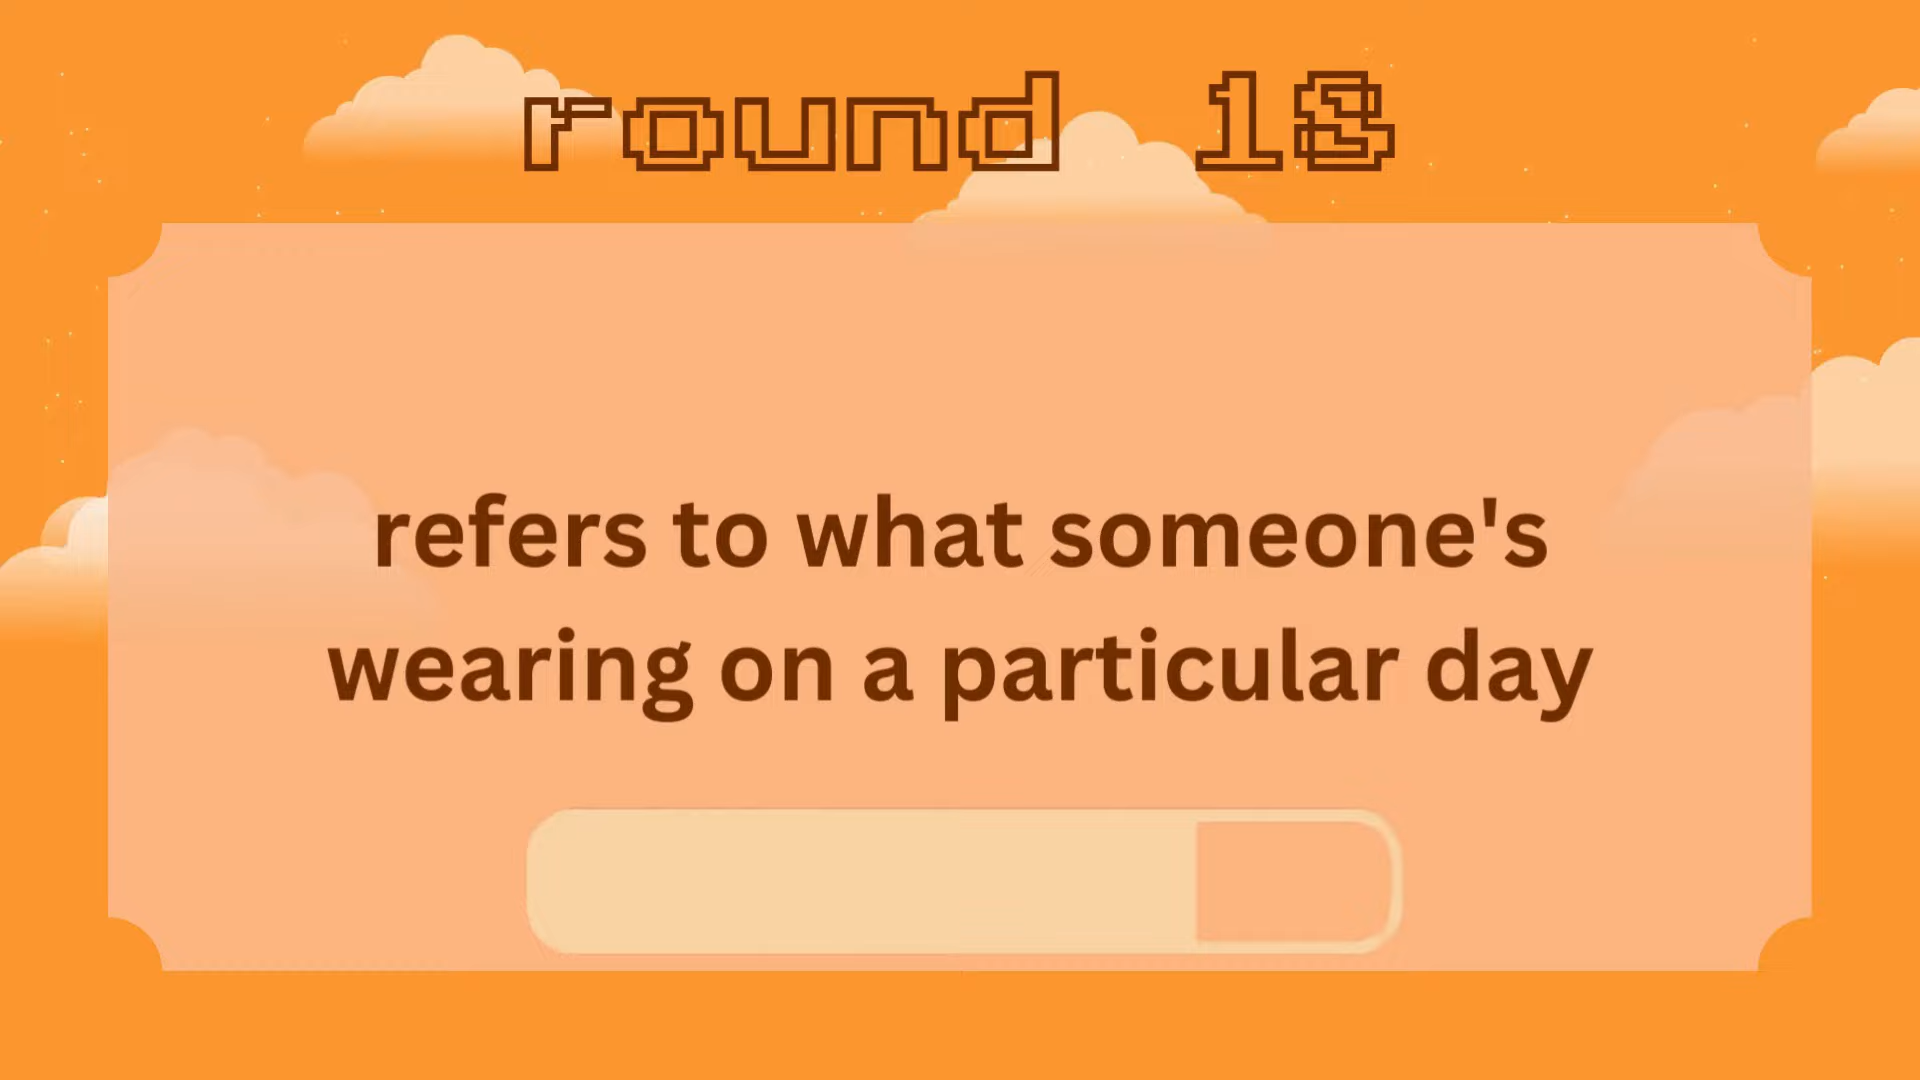 round 18
refers to what someone's
wearing on a particular day